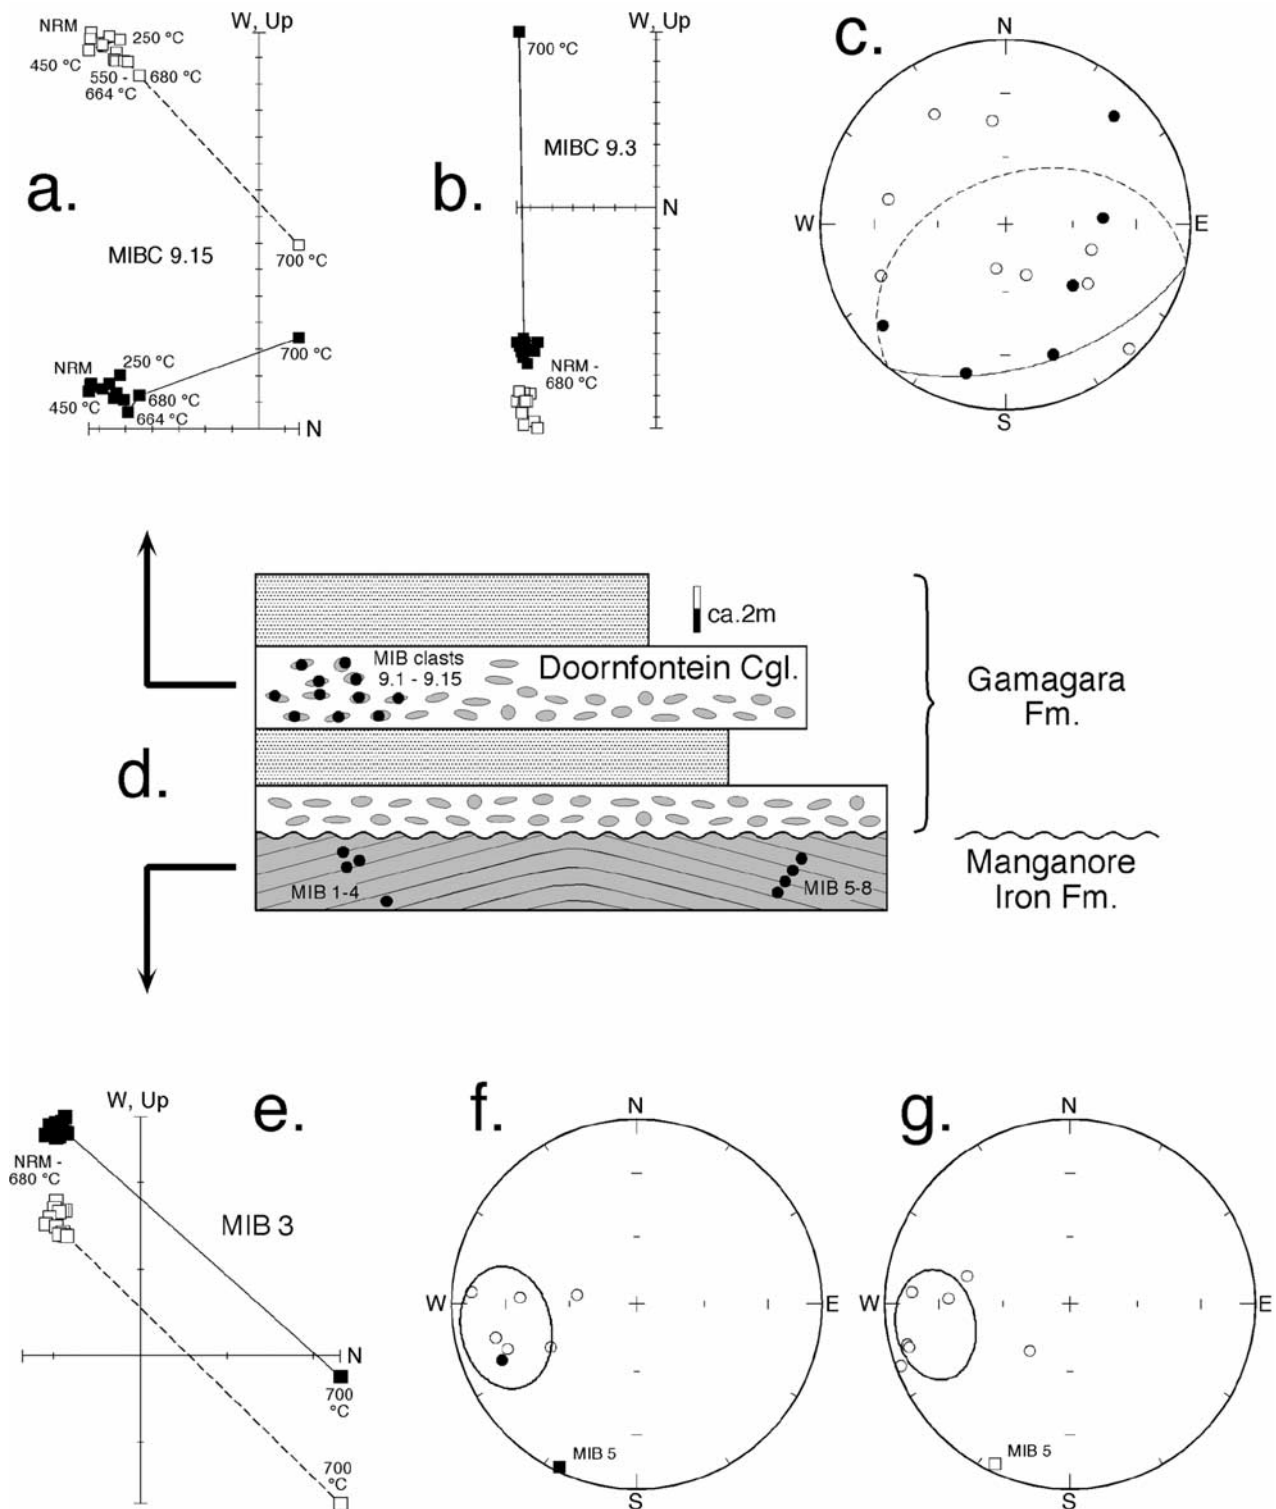 a.
W, Up
NRM
250 °C
450 °C
550 -
664 °C
680 °C
MIBC 9.15
700 °C
700 °C
NRM
250 °C
450 °C
680 °C
664 °C
N
b.
W, Up
700 °C
MIBC 9.3
N
NRM -
680 °C
c.
N
W
E
S
d.
ca.2m
MIB clasts
9.1 - 9.15
Doornfontein Cgl.
Gamagara
Fm.
MIB 1-4
MIB 5-8
Manganore
Iron Fm.
e.
W, Up
NRM -
680 °C
MIB 3
N
700
°C
700
°C
f.
N
W
E
MIB 5
S
g.
N
W
E
MIB 5
S